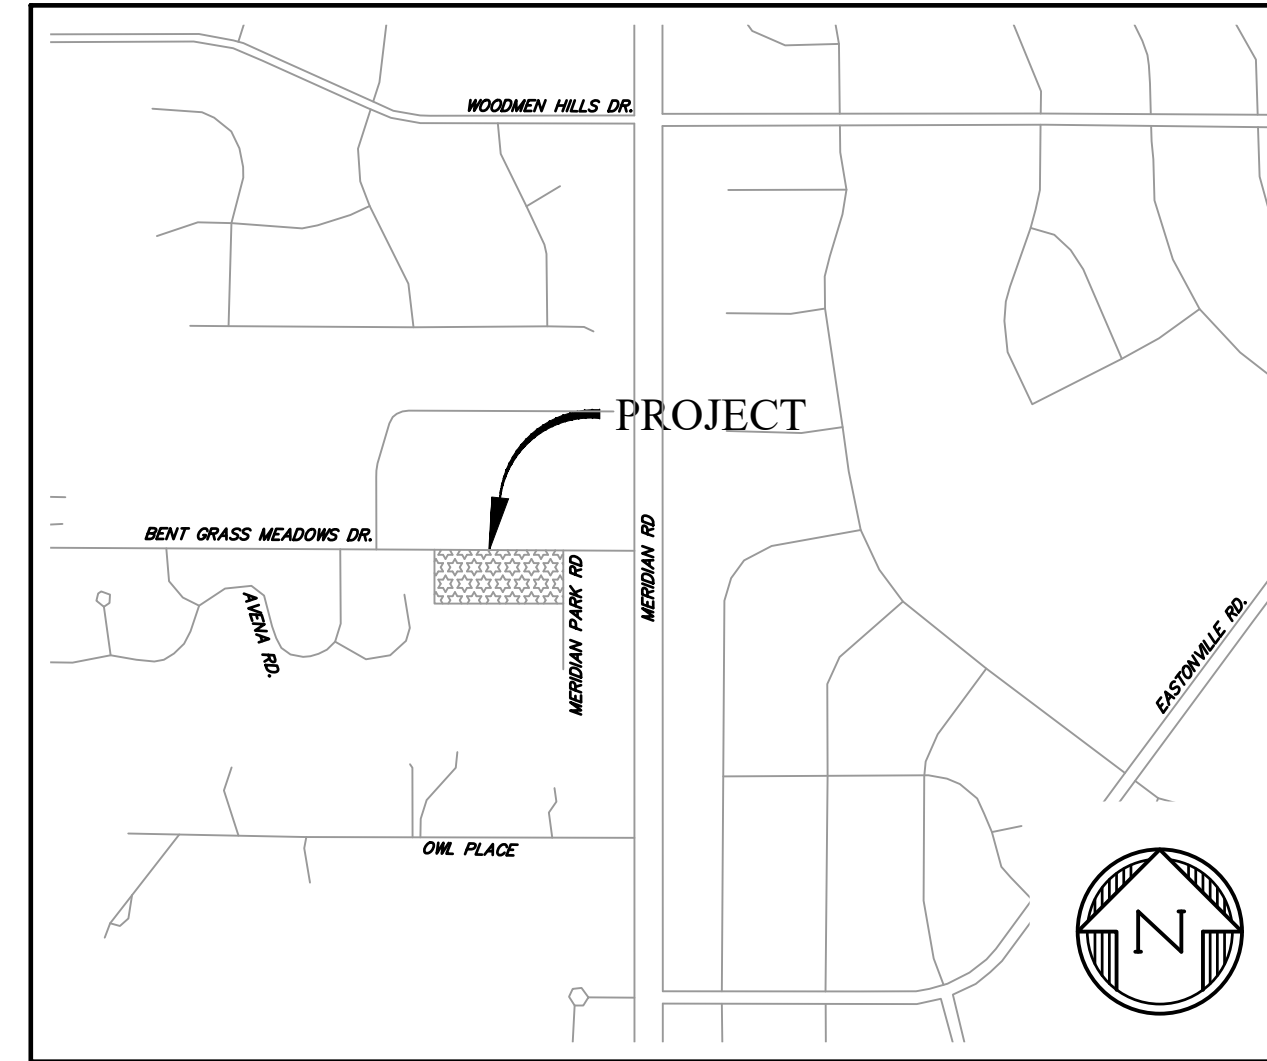 WOODMEN HILLS DR.
PROJECT
BENT GRASS MEADOWS DR.
MERIDIAN RD
MERIDIAN PARK RD
AVENA RD.
EASTONVILLE RD.
OWL PLACE
N